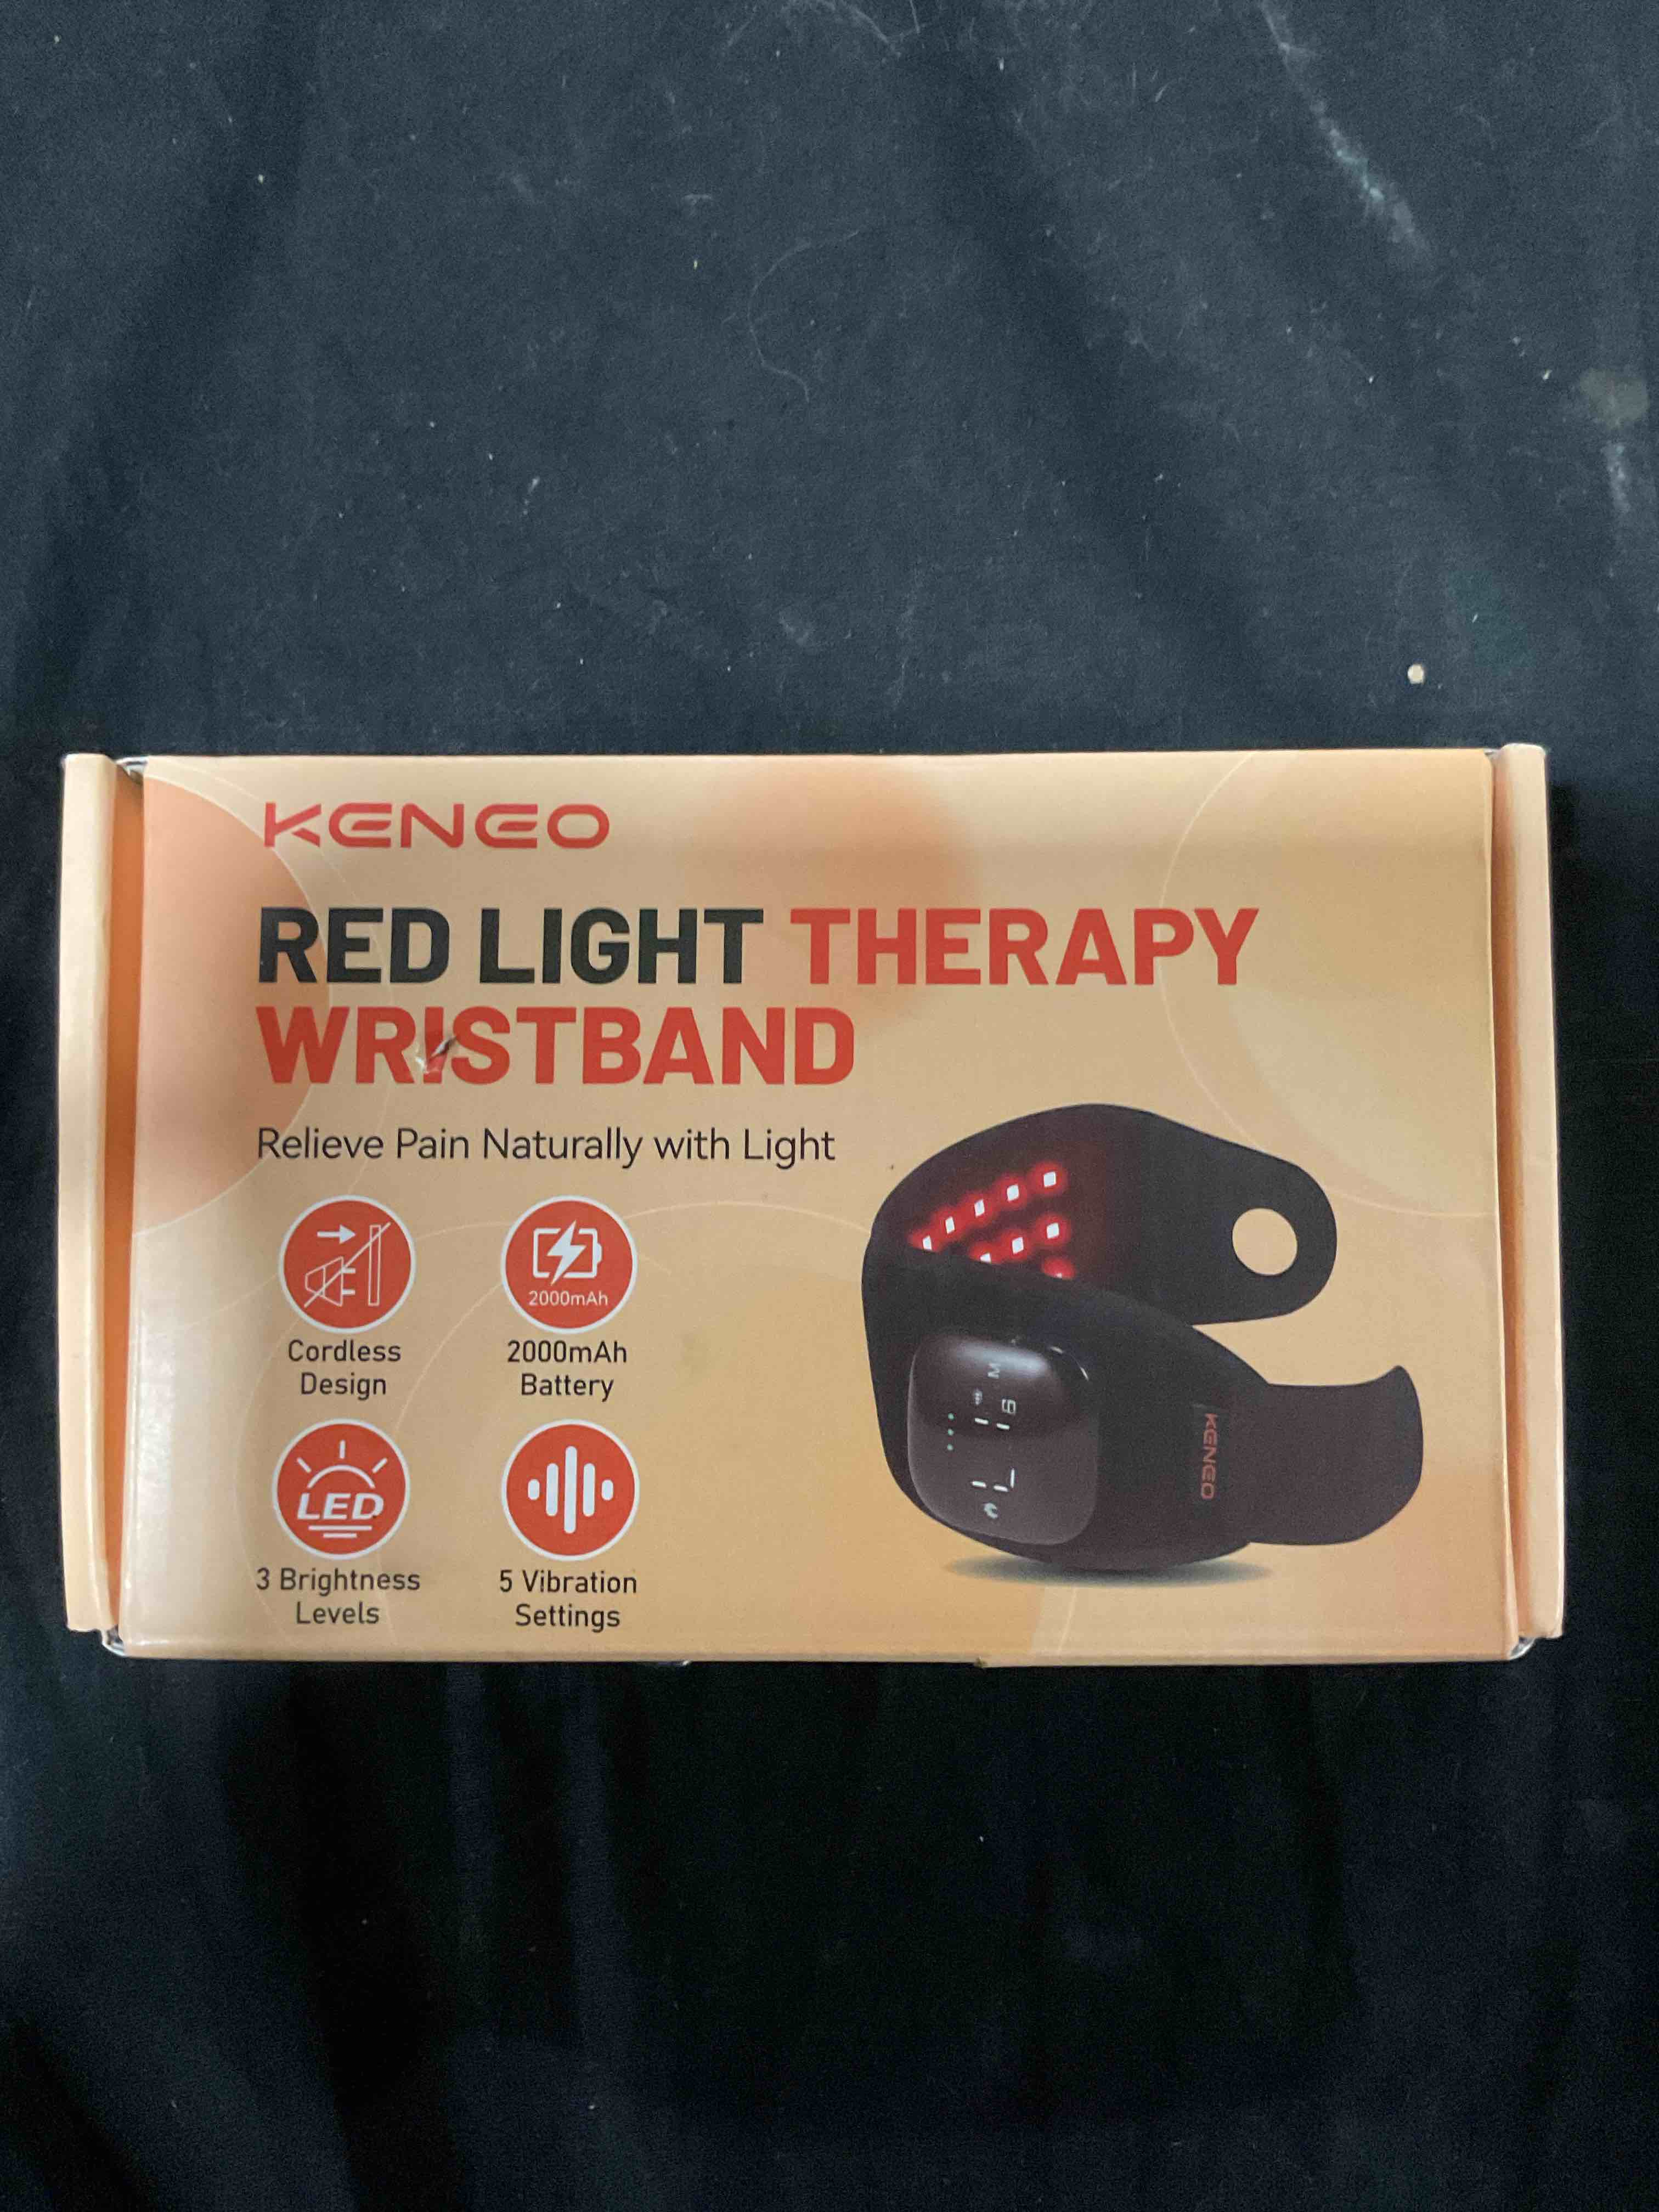 KENEO
RED LIGHT THERAPY
WRISTBAND
Relieve Pain Naturally with Light
2000mAh
Cordless
Design
2000mAh
Battery
LED
3 Brightness
Levels
5 Vibration
Settings
KENEO